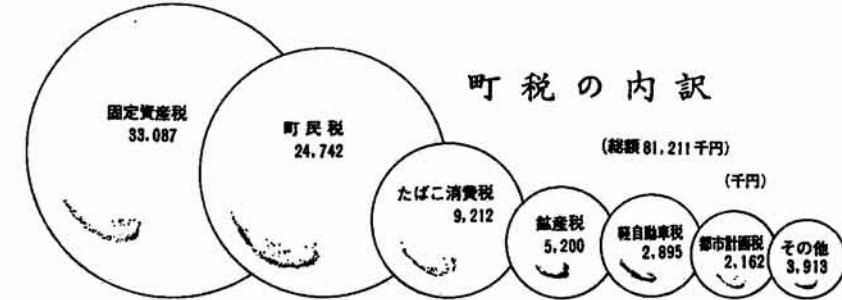 町税の内訳
(総額81,211千円)
(千円)
固定資産税
33.087
町民税
24,742
たばこ消費税
9,212
鉱産税
5,200
軽自動車税
2,895
都市計画税
2,162
その他
3,913